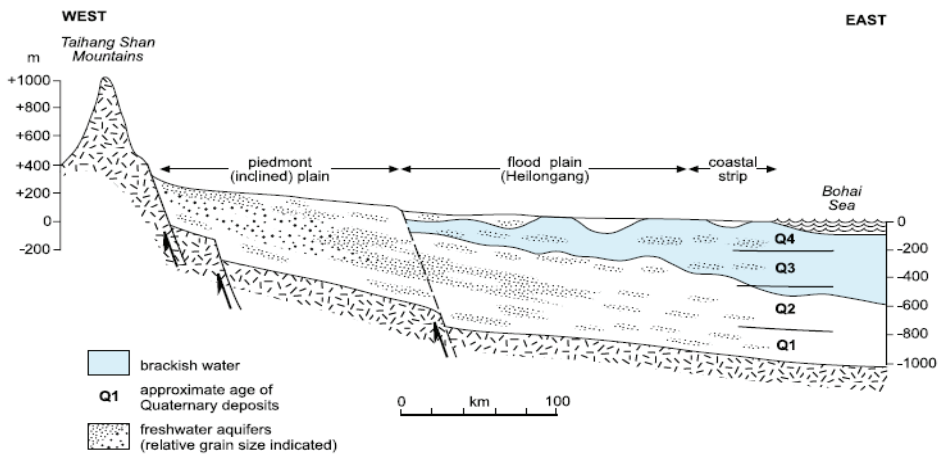 WEST
EAST
Taihang Shan
Mountains
m
+1000
+800
+600
+400
+200
0
-200
piedmont
(inclined) plain
flood plain
(Heilongang)
coastal
strip
Bohai
Sea
0
-200
-400
-600
-800
-1000
Q4
Q3
Q2
Q1
brackish water
Q1 approximate age of
Quaternary deposits
freshwater aquifers
(relative grain size indicated)
0 km 100